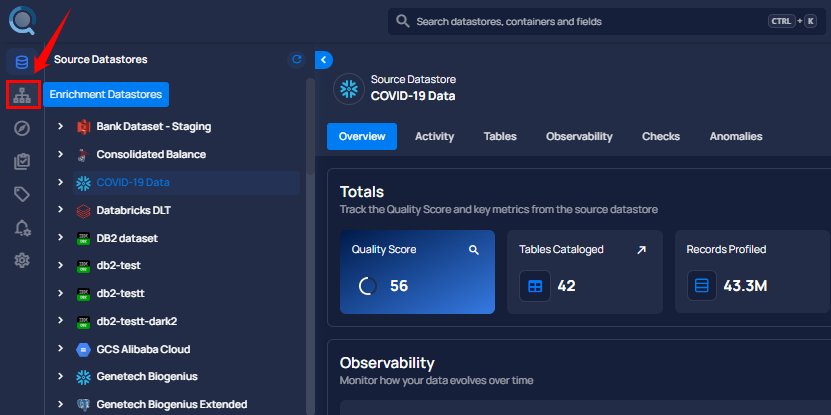 Search datastores, containers and fields
CTRL + K
Source Datastores
Enrichment Datastores
Bank Dataset - Staging
Consolidated Balance
COVID-19 Data
Databricks DLT
DB2 dataset
db2-test
db2-testt
db2-testt-dark2
GCS Alibaba Cloud
Genetech Biogenius
Genetech Biogenius Extended
Source Datastore
COVID-19 Data
Overview Activity Tables Observability Checks Anomalies
Totals
Track the Quality Score and key metrics from the source datastore
Quality Score Tables Cataloged Records Profiled
56 42 43.3M
Observability
Monitor how your data evolves over time